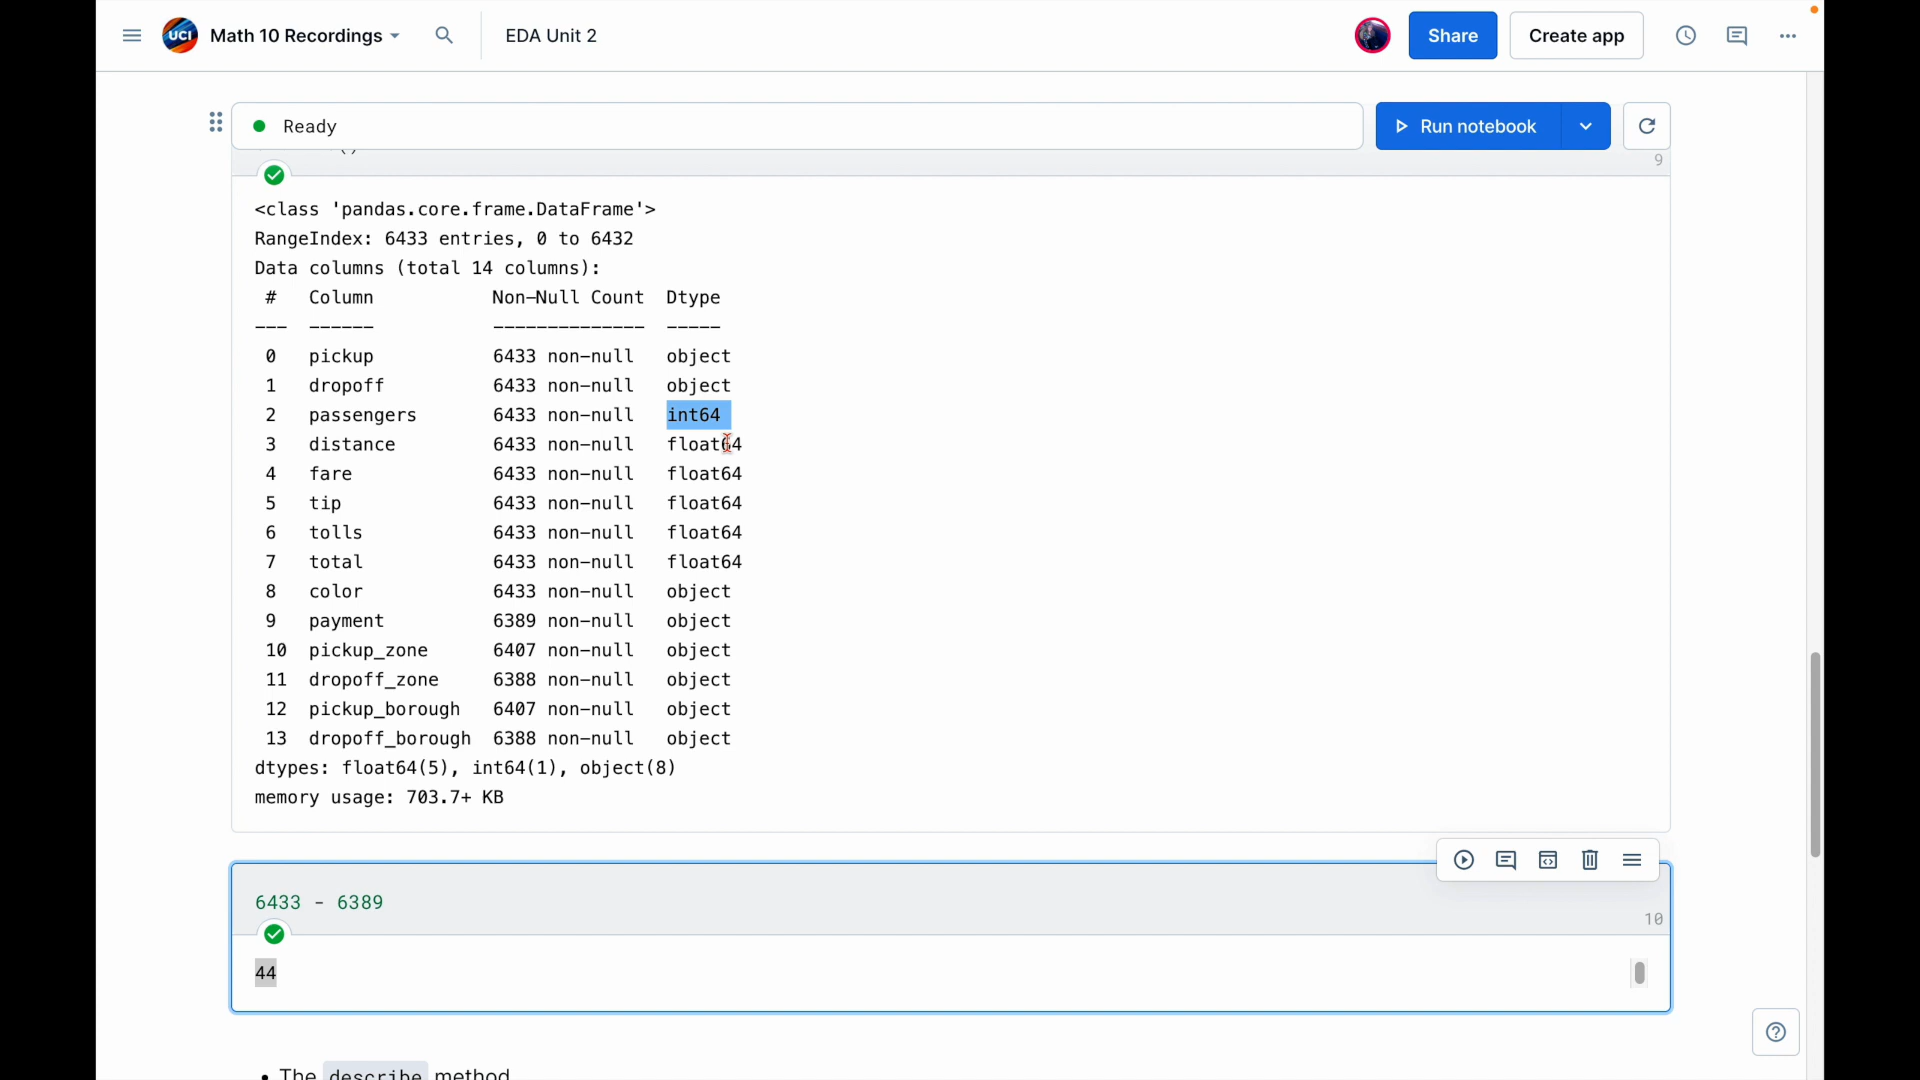 UCI Math 10 Recordings EDA Unit 2 Share Create app
Ready Run notebook
9
<class 'pandas.core.frame.DataFrame'>
RangeIndex: 6433 entries, 0 to 6432
Data columns (total 14 columns):
 #   Column           Non-Null Count  Dtype
---  ------           --------------  -----
 0   pickup           6433 non-null   object
 1   dropoff          6433 non-null   object
 2   passengers       6433 non-null   int64
 3   distance         6433 non-null   float64
 4   fare             6433 non-null   float64
 5   tip              6433 non-null   float64
 6   tolls            6433 non-null   float64
 7   total            6433 non-null   float64
 8   color            6433 non-null   object
 9   payment          6389 non-null   object
 10  pickup_zone      6407 non-null   object
 11  dropoff_zone     6388 non-null   object
 12  pickup_borough   6407 non-null   object
 13  dropoff_borough  6388 non-null   object
dtypes: float64(5), int64(1), object(8)
memory usage: 703.7+ KB
6433 - 6389
10
44
• The describe method